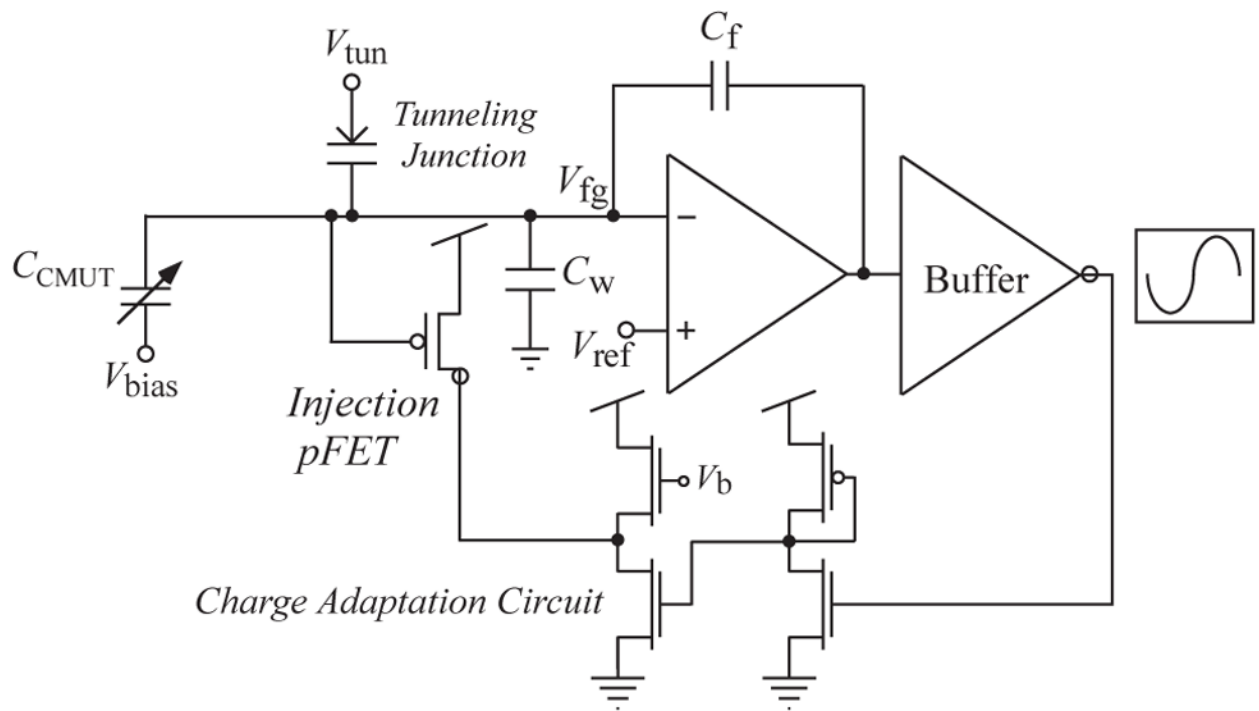 C_f
V_tun
Tunneling
Junction
V_fg
−
C_CMUT
C_w
Buffer
V_ref
+
V_bias
Injection
pFET
V_b
Charge Adaptation Circuit